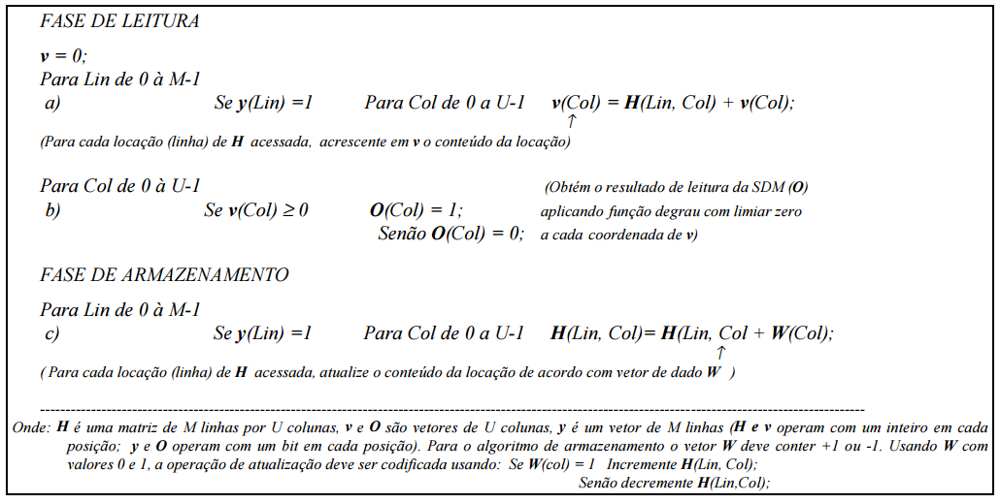 FASE DE LEITURA
v = 0;
Para Lin de 0 à M-1
a) Se y(Lin) =1 Para Col de 0 a U-1 v(Col) = H(Lin, Col) + v(Col);
↑
(Para cada locação (linha) de H acessada, acrescente em v o conteúdo da locação)
Para Col de 0 à U-1 (Obtém o resultado de leitura da SDM (O)
b) Se v(Col) ≥ 0 O(Col) = 1; aplicando função degrau com limiar zero
Senão O(Col) = 0; a cada coordenada de v)
FASE DE ARMAZENAMENTO
Para Lin de 0 à M-1
c) Se y(Lin) =1 Para Col de 0 a U-1 H(Lin, Col)= H(Lin, Col + W(Col);
↑
( Para cada locação (linha) de H acessada, atualize o conteúdo da locação de acordo com vetor de dado W )
Onde: H é uma matriz de M linhas por U colunas, v e O são vetores de U colunas, y é um vetor de M linhas (H e v operam com um inteiro em cada
posição; y e O operam com um bit em cada posição). Para o algoritmo de armazenamento o vetor W deve conter +1 ou -1. Usando W com
valores 0 e 1, a operação de atualização deve ser codificada usando: Se W(col) = 1 Incremente H(Lin, Col);
Senão decremente H(Lin,Col);